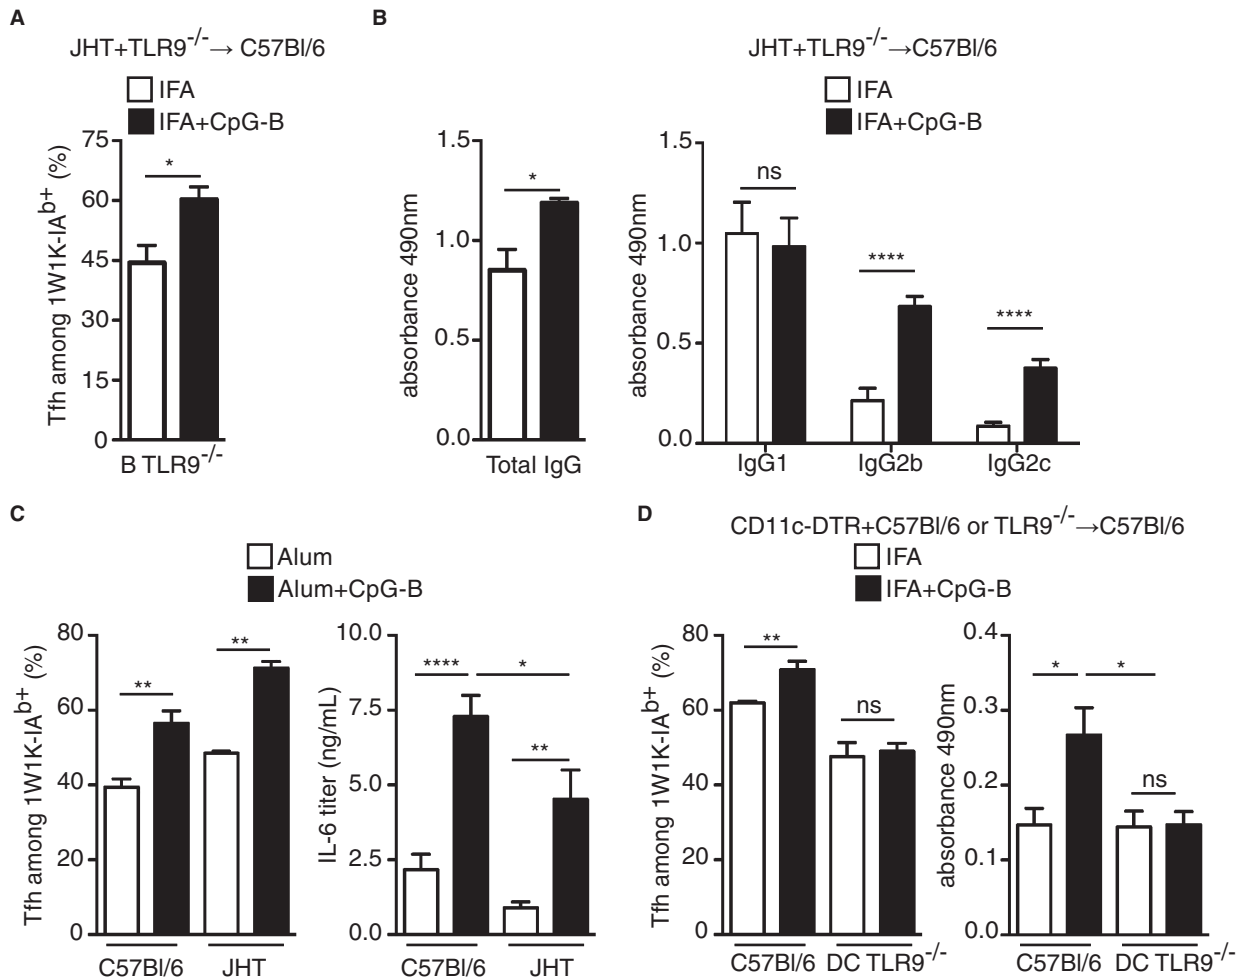 A
JHT+TLR9-/-→ C57Bl/6
IFA
IFA+CpG-B
Tfh among 1W1K-IAb+ (%)
75
60
45
30
15
0
*
B TLR9-/-
B
JHT+TLR9-/-→C57Bl/6
IFA
IFA+CpG-B
absorbance 490nm
1.5
1.0
0.5
0.0
*
Total IgG
absorbance 490nm
1.5
1.0
0.5
0.0
ns
****
****
IgG1 IgG2b IgG2c
C
Alum
Alum+CpG-B
Tfh among 1W1K-IAb+ (%)
80
60
40
20
0
**
**
C57Bl/6 JHT
IL-6 titer (ng/mL)
10.0
7.5
5.0
2.5
0.0
****
*
**
C57Bl/6 JHT
D
CD11c-DTR+C57Bl/6 or TLR9-/-→C57Bl/6
IFA
IFA+CpG-B
Tfh among 1W1K-IAb+ (%)
80
60
40
20
0
**
ns
C57Bl/6 DC TLR9-/-
absorbance 490nm
0.4
0.3
0.2
0.1
0.0
*
*
ns
C57Bl/6 DC TLR9-/-